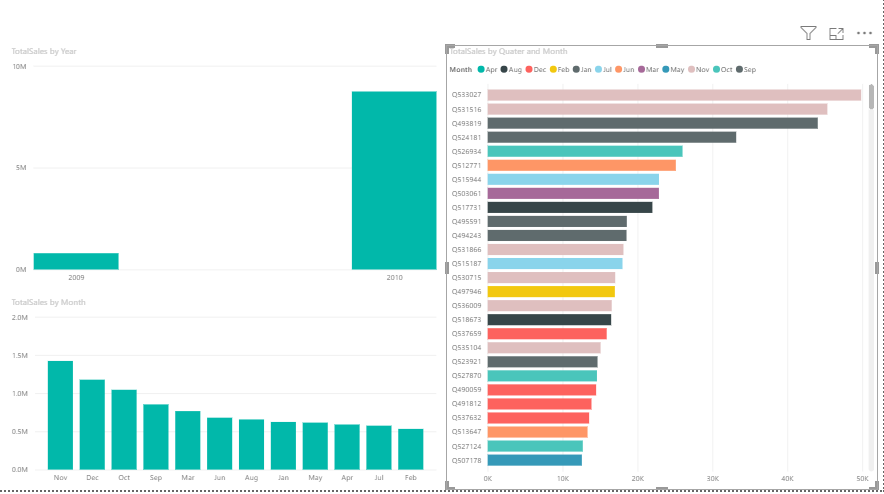 TotalSales by Year
10M
5M
0M
2009
2010
TotalSales by Month
2.0M
1.5M
1.0M
0.5M
0.0M
Nov Dec Oct Sep Mar Jun Aug Jan May Apr Jul Feb
TotalSales by Quater and Month
Month Apr Aug Dec Feb Jan Jul Jun Mar May Nov Oct Sep
Q533027
Q531516
Q493819
Q524181
Q526934
Q512771
Q515944
Q503061
Q517731
Q495591
Q494243
Q531866
Q515187
Q530715
Q497946
Q536009
Q518673
Q537659
Q535104
Q523921
Q527870
Q490059
Q491812
Q537632
Q513647
Q527124
Q507178
0K 10K 20K 30K 40K 50K